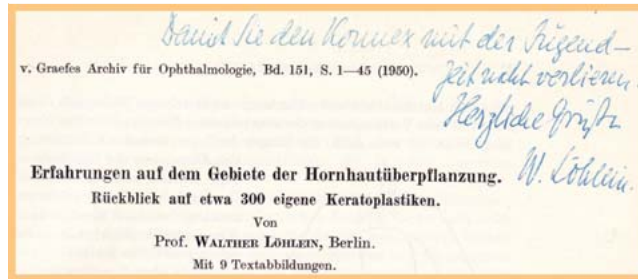 Damit Sie den Konnex mit der Jugend-
zeit nicht verlieren.
Herzliche Grüße
W. Löhlein.
v. Graefes Archiv für Ophthalmologie, Bd. 151, S. 1—45 (1950).
Erfahrungen auf dem Gebiete der Hornhautüberpflanzung.
Rückblick auf etwa 300 eigene Keratoplastiken.
Von
Prof. WALTHER LÖHLEIN, Berlin.
Mit 9 Textabbildungen.